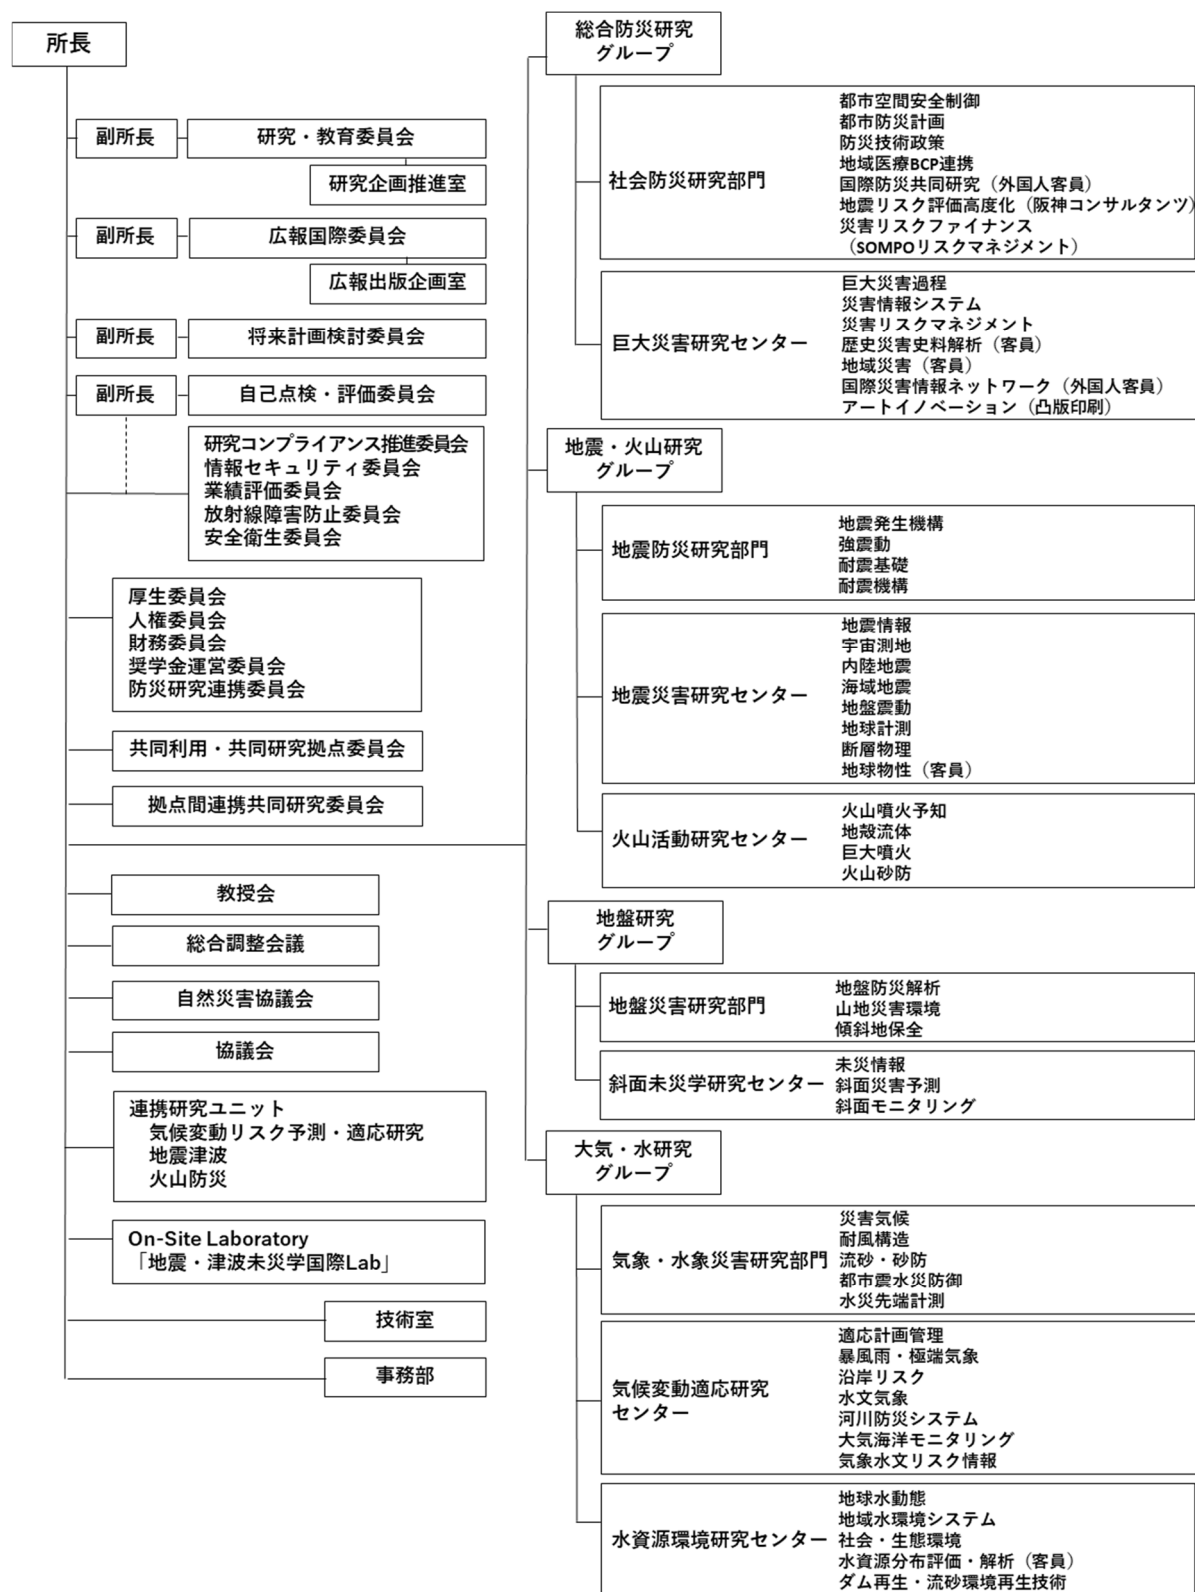 所長
副所長
研究・教育委員会
研究企画推進室
副所長
広報国際委員会
広報出版企画室
副所長
将来計画検討委員会
副所長
自己点検・評価委員会
研究コンプライアンス推進委員会
情報セキュリティ委員会
業績評価委員会
放射線障害防止委員会
安全衛生委員会
厚生委員会
人権委員会
財務委員会
奨学金運営委員会
防災研究連携委員会
共同利用・共同研究拠点委員会
拠点間連携共同研究委員会
教授会
総合調整会議
自然災害協議会
協議会
連携研究ユニット
気候変動リスク予測・適応研究
地震津波
火山防災
On-Site Laboratory
「地震・津波未災学国際Lab」
技術室
事務部
総合防災研究
グループ
社会防災研究部門
都市空間安全制御
都市防災計画
防災技術政策
地域医療BCP連携
国際防災共同研究（外国人客員）
地震リスク評価高度化（阪神コンサルタンツ）
災害リスクファイナンス
（SOMPOリスクマネジメント）
巨大災害研究センター
巨大災害過程
災害情報システム
災害リスクマネジメント
歴史災害史料解析（客員）
地域災害（客員）
国際災害情報ネットワーク（外国人客員）
アートイノベーション（凸版印刷）
地震・火山研究
グループ
地震防災研究部門
地震発生機構
強震動
耐震基礎
耐震機構
地震災害研究センター
地震情報
宇宙測地
内陸地震
海域地震
地盤震動
地球計測
断層物理
地球物性（客員）
火山活動研究センター
火山噴火予知
地殻流体
巨大噴火
火山砂防
地盤研究
グループ
地盤災害研究部門
地盤防災解析
山地災害環境
傾斜地保全
斜面未災学研究センター
未災情報
斜面災害予測
斜面モニタリング
大気・水研究
グループ
気象・水象災害研究部門
災害気候
耐風構造
流砂・砂防
都市震水災防御
水災先端計測
気候変動適応研究
センター
適応計画管理
暴風雨・極端気象
沿岸リスク
水文気象
河川防災システム
大気海洋モニタリング
気象水文リスク情報
水資源環境研究センター
地球水動態
地域水環境システム
社会・生態環境
水資源分布評価・解析（客員）
ダム再生・流砂環境再生技術